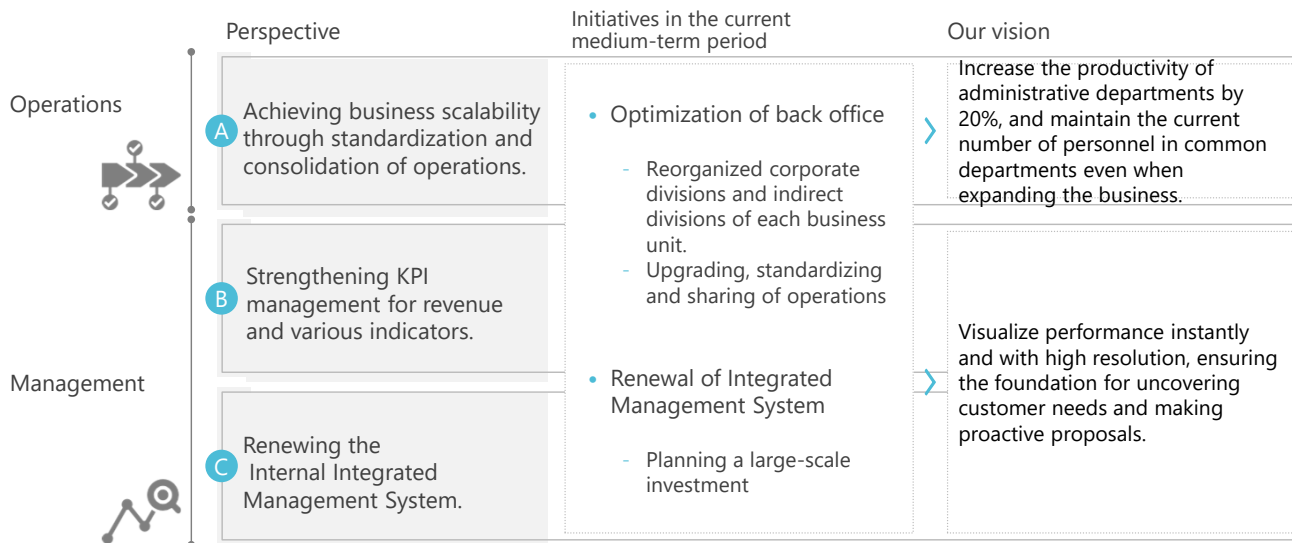 Perspective
Initiatives in the current
medium-term period
Our vision
Operations
A
Achieving business scalability
through standardization and
consolidation of operations.
• Optimization of back office
- Reorganized corporate
divisions and indirect
divisions of each business
unit.
- Upgrading, standardizing
and sharing of operations
Increase the productivity of
administrative departments by
20%, and maintain the current
number of personnel in common
departments even when
expanding the business.
Management
B
Strengthening KPI
management for revenue
and various indicators.
C
Renewing the
Internal Integrated
Management System.
• Renewal of Integrated
Management System
- Planning a large-scale
investment
Visualize performance instantly
and with high resolution, ensuring
the foundation for uncovering
customer needs and making
proactive proposals.